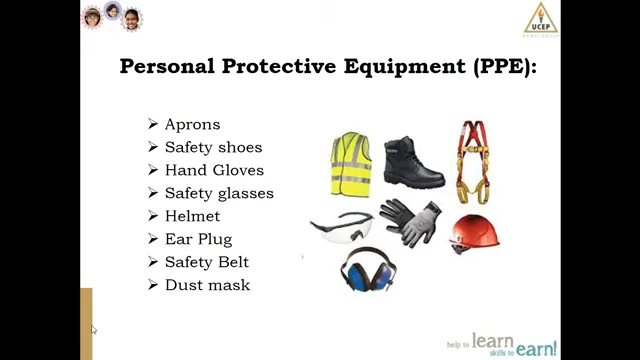 UCEP
Personal Protective Equipment (PPE):
➢ Aprons
➢ Safety shoes
➢ Hand Gloves
➢ Safety glasses
➢ Helmet
➢ Ear Plug
➢ Safety Belt
➢ Dust mask
help to learn
skills to earn!